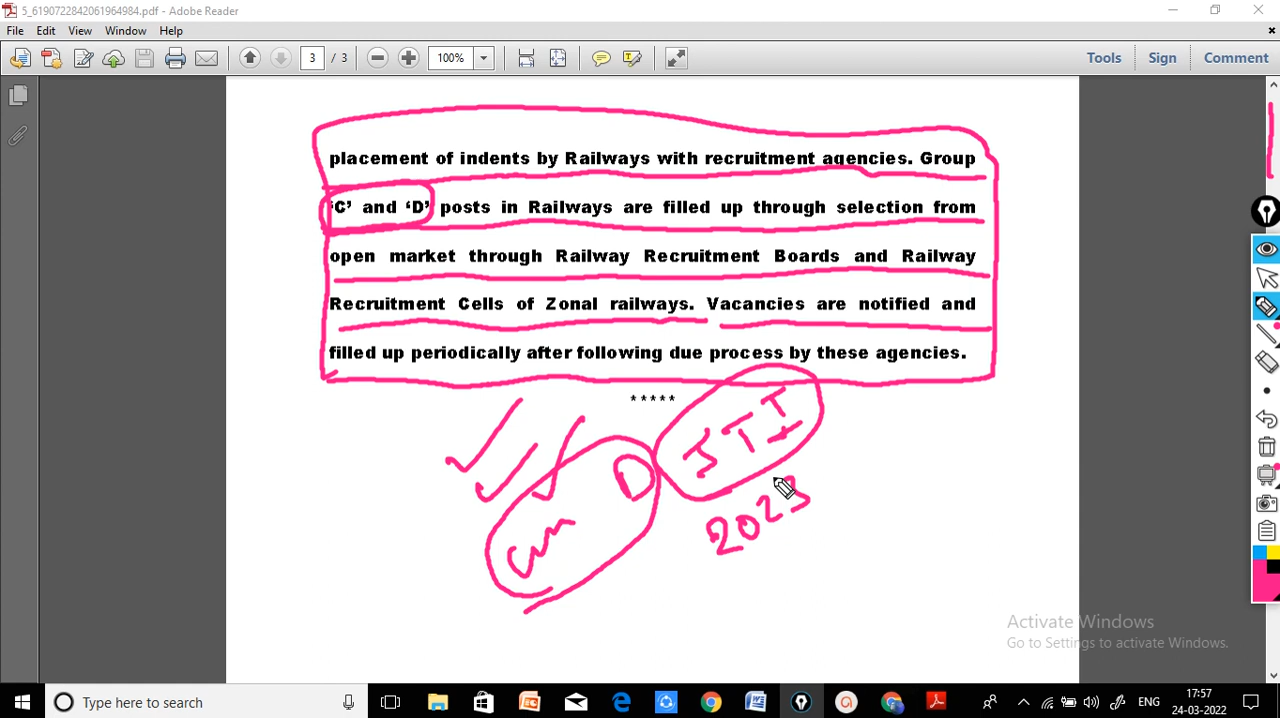 5_6190722842061964984.pdf - Adobe Reader
File Edit View Window Help
3 / 3 100% Tools Sign Comment
placement of indents by Railways with recruitment agencies. Group
‘C’ and ‘D’ posts in Railways are filled up through selection from
open market through Railway Recruitment Boards and Railway
Recruitment Cells of Zonal railways. Vacancies are notified and
filled up periodically after following due process by these agencies.
*****
D
2023
Activate Windows
Go to Settings to activate Windows.
Type here to search
ENG
17:57
24-03-2022